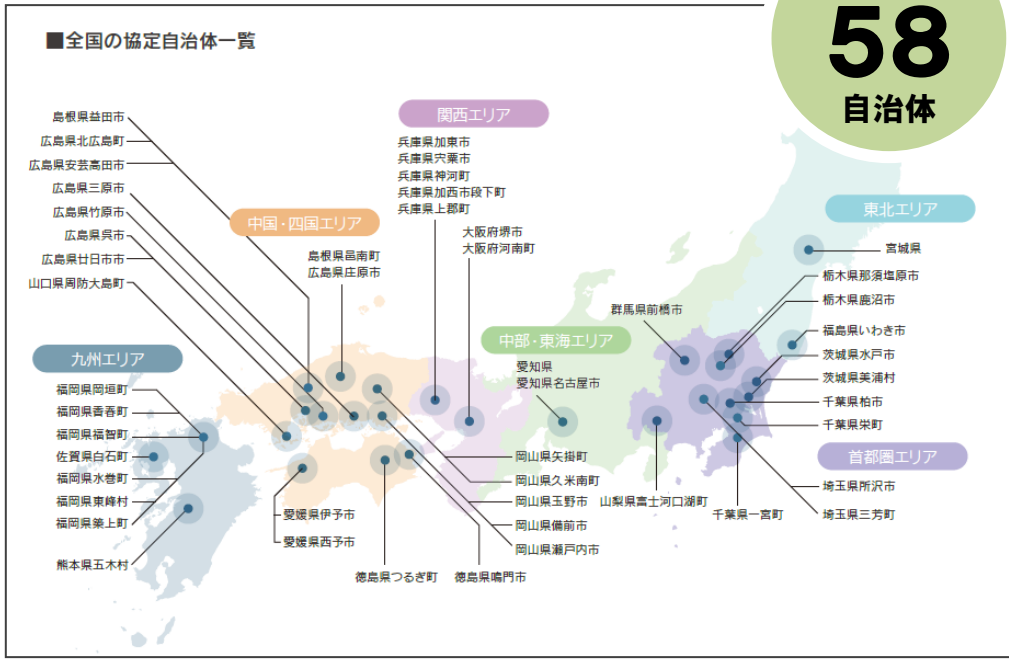 ■全国の協定自治体一覧
58
自治体
島根県益田市
広島県北広島町
広島県安芸高田市
広島県三原市
広島県竹原市
広島県呉市
広島県廿日市市
山口県周防大島町
中国・四国エリア
島根県邑南町
広島県庄原市
関西エリア
兵庫県加東市
兵庫県宍粟市
兵庫県神河町
兵庫県加西市段下町
兵庫県上郡町
大阪府堺市
大阪府河南町
東北エリア
宮城県
栃木県那須塩原市
栃木県鹿沼市
福島県いわき市
茨城県水戸市
茨城県美浦村
千葉県柏市
千葉県栄町
首都圏エリア
埼玉県所沢市
埼玉県三芳町
群馬県前橋市
中部・東海エリア
愛知県
愛知県名古屋市
九州エリア
福岡県岡垣町
福岡県香春町
福岡県福智町
佐賀県白石町
福岡県水巻町
福岡県東峰村
福岡県築上町
熊本県五木村
愛媛県伊予市
愛媛県西予市
岡山県矢掛町
岡山県久米南町
岡山県玉野市
岡山県備前市
岡山県瀬戸内市
徳島県つるぎ町
徳島県鳴門市
山梨県富士河口湖町
千葉県一宮町